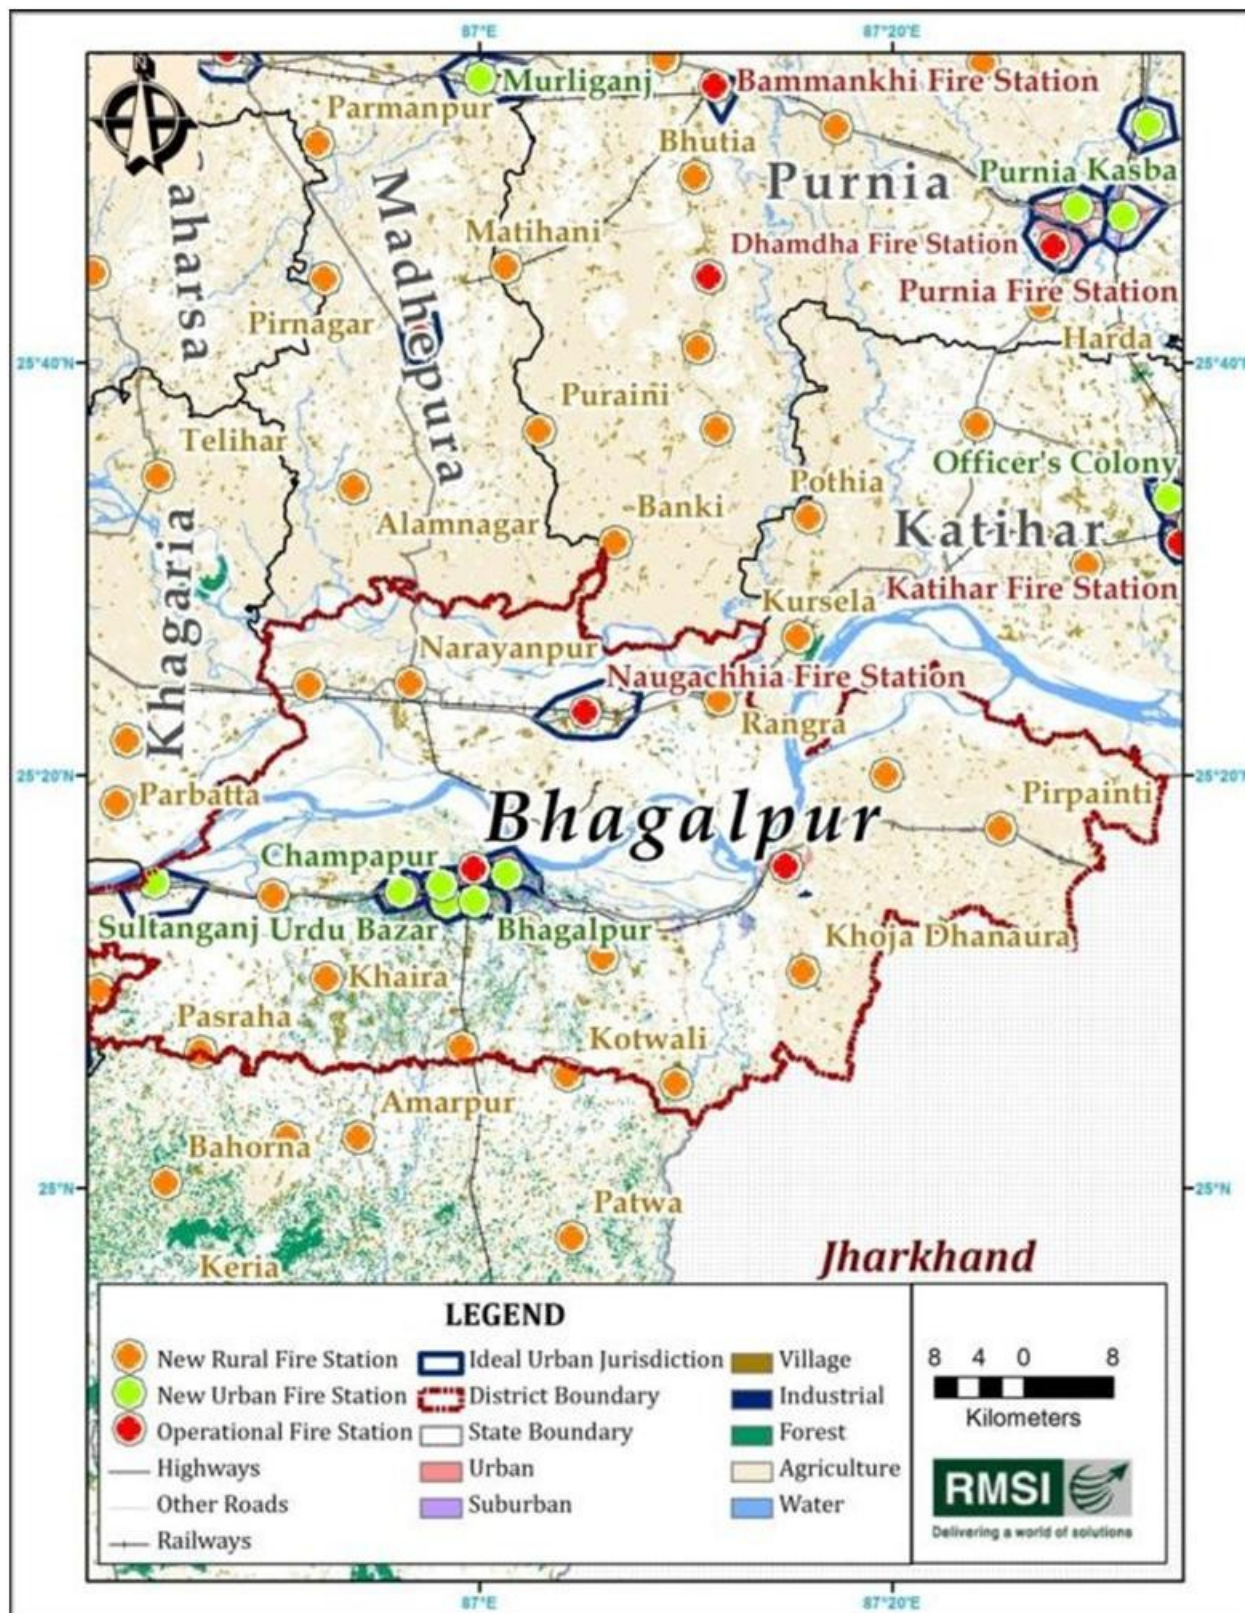 87°E 87°20'E
N
Murliganj
Bammankhi Fire Station
Parmanpur
Bhutia
Purnia
Purnia Kasba
aharsa
Madhepura
Matihani
Dhamdha Fire Station
Purnia Fire Station
Pirnagar
Harda
25°40'N
Puraini
Telihar
Officer's Colony
Pothia
Banki
Alamnagar
Katihar
Khagaria
Katihar Fire Station
Kursela
Narayanpur
Naugachhia Fire Station
Rangra
25°20'N
Parbatta
Pirpainti
Bhagalpur
Champapur
Sultanganj Urdu Bazar
Bhagalpur
Khoja Dhanaura
Khaira
Pasraha
Kotwali
Amarpur
Bahorna
25°N 25°N
Patwa
Keria
Jharkhand
LEGEND
New Rural Fire Station
New Urban Fire Station
Operational Fire Station
Highways
Other Roads
Railways
Ideal Urban Jurisdiction
District Boundary
State Boundary
Urban
Suburban
Village
Industrial
Forest
Agriculture
Water
8 4 0 8
Kilometers
RMSI
Delivering a world of solutions
87°E 87°20'E